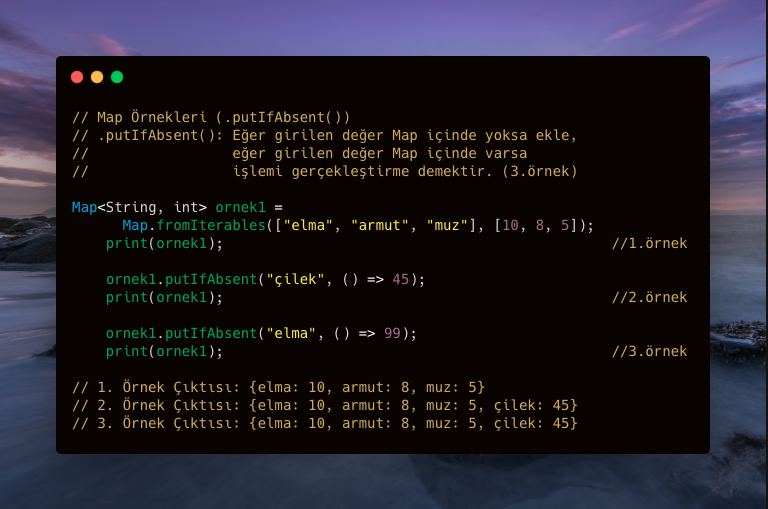 // Map Örnekleri (.putIfAbsent())
// .putIfAbsent(): Eğer girilen değer Map içinde yoksa ekle,
//                 eğer girilen değer Map içinde varsa
//                 işlemi gerçekleştirme demektir. (3.örnek)
Map<String, int> ornek1 =
      Map.fromIterables(["elma", "armut", "muz"], [10, 8, 5]);
    print(ornek1);                                              //1.örnek
    ornek1.putIfAbsent("çilek", () => 45);
    print(ornek1);                                              //2.örnek
    ornek1.putIfAbsent("elma", () => 99);
    print(ornek1);                                              //3.örnek
// 1. Örnek Çıktısı: {elma: 10, armut: 8, muz: 5}
// 2. Örnek Çıktısı: {elma: 10, armut: 8, muz: 5, çilek: 45}
// 3. Örnek Çıktısı: {elma: 10, armut: 8, muz: 5, çilek: 45}